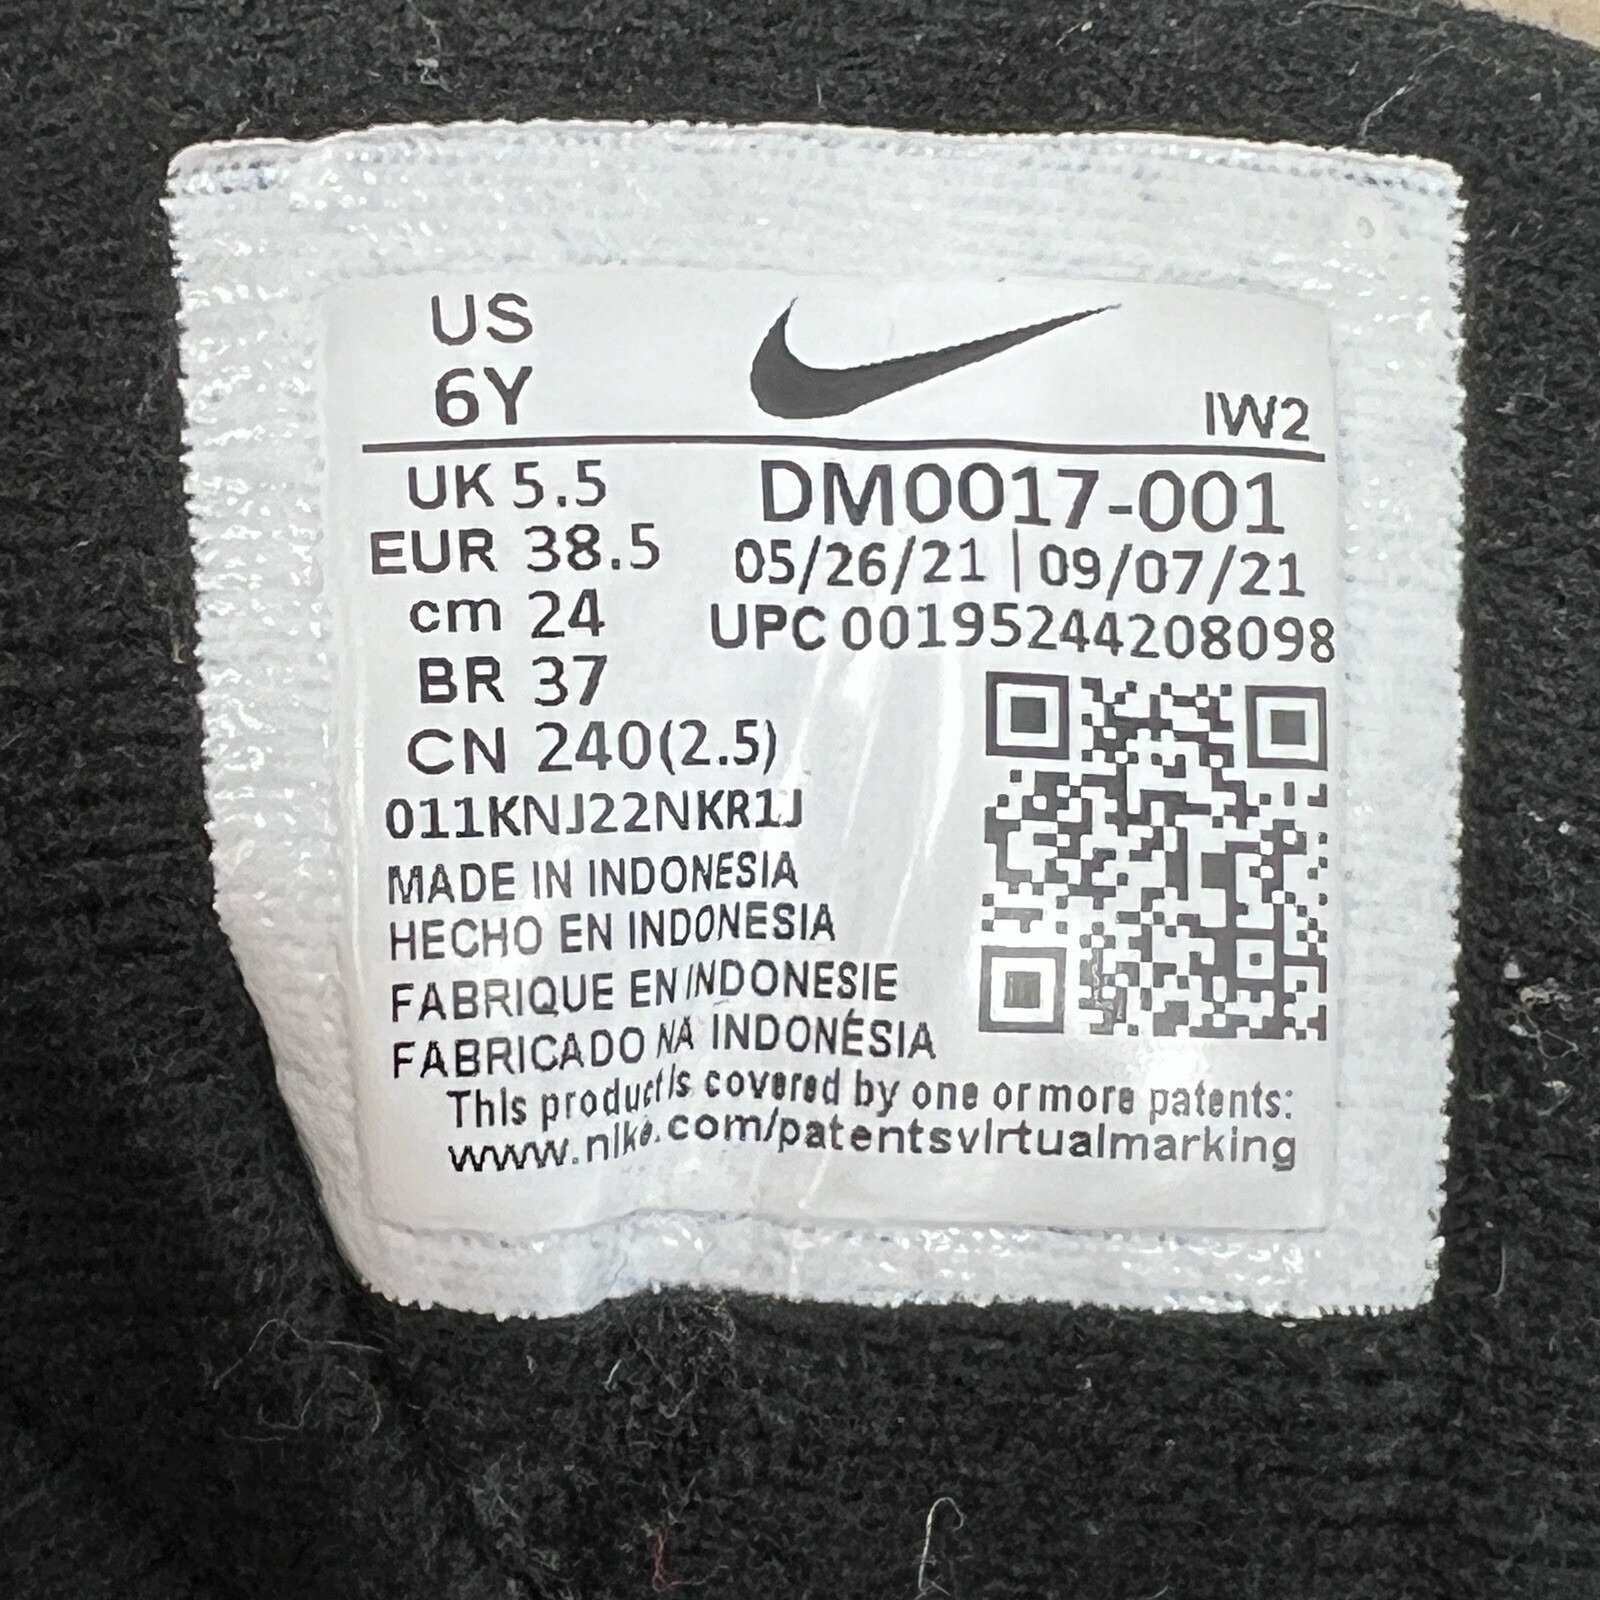 US
6Y
IW2
UK 5.5
EUR 38.5
cm 24
BR 37
CN 240(2.5)
DM0017-001
05/26/21 | 09/07/21
UPC 00195244208098
011KNJ22NKR1J
MADE IN INDONESIA
HECHO EN INDONESIA
FABRIQUE EN INDONESIE
FABRICADO NA INDONÉSIA
This product is covered by one or more patents:
www.nike.com/patentsvirtualmarking